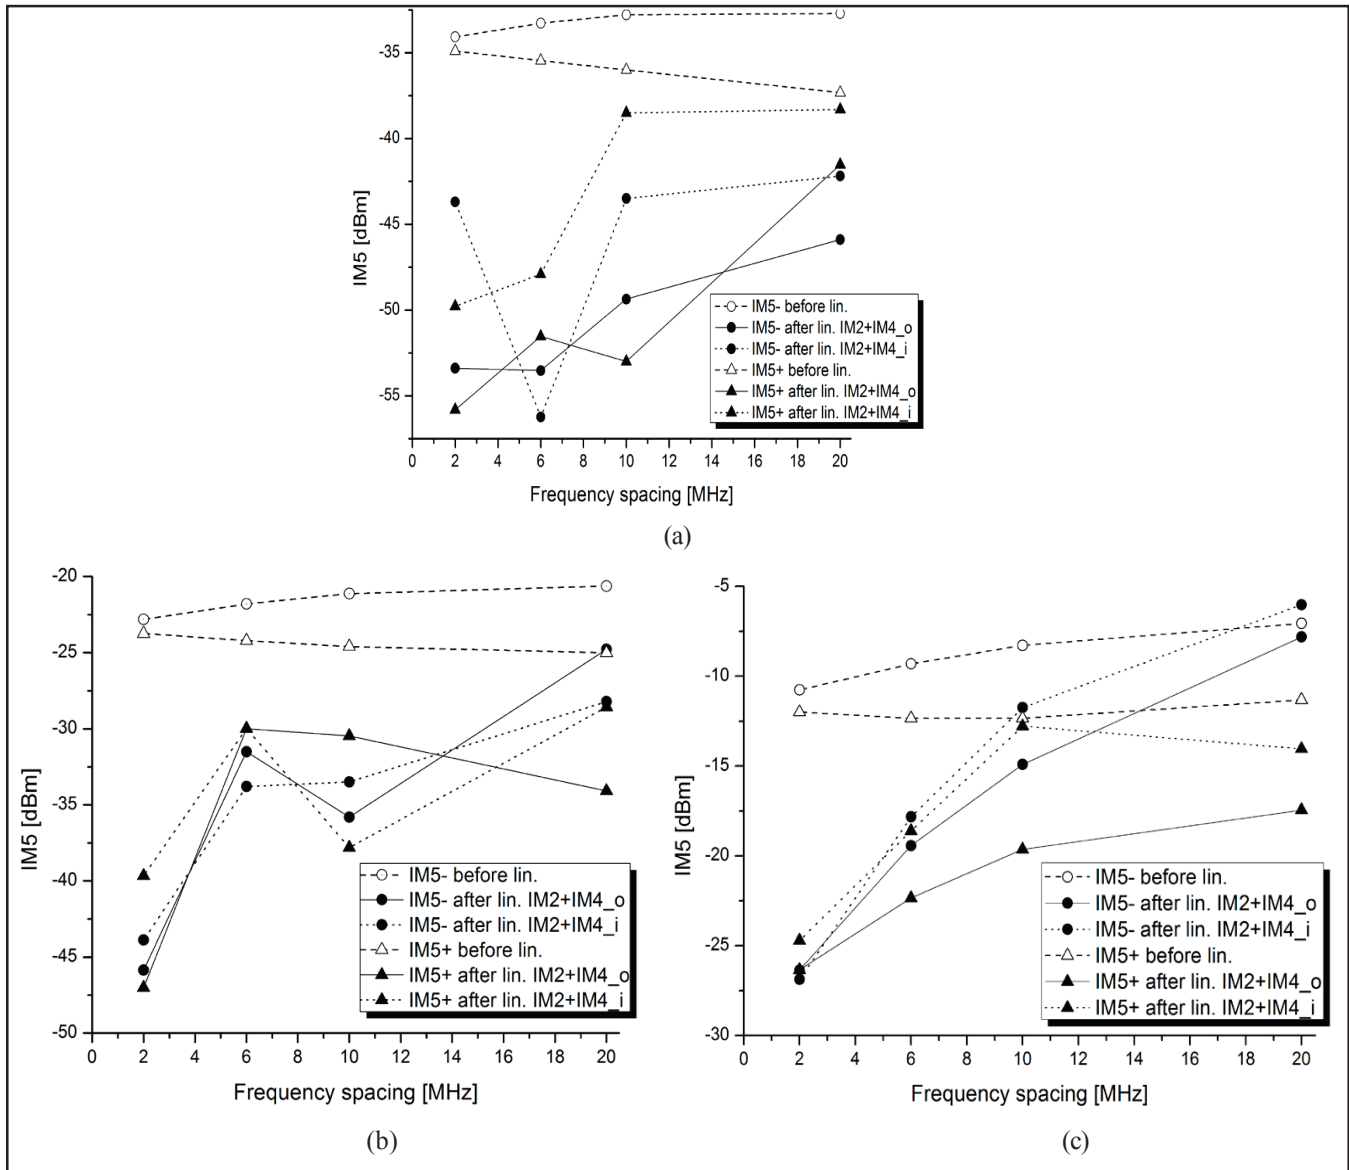 -35
-40
-45
-50
-55
IM5 [dBm]
IM5- before lin.
IM5- after lin. IM2+IM4_o
IM5- after lin. IM2+IM4_i
IM5+ before lin.
IM5+ after lin. IM2+IM4_o
IM5+ after lin. IM2+IM4_i
0 2 4 6 8 10 12 14 16 18 20
Frequency spacing [MHz]
(a)
-20
-25
-30
-35
-40
-45
-50
IM5 [dBm]
IM5- before lin.
IM5- after lin. IM2+IM4_o
IM5- after lin. IM2+IM4_i
IM5+ before lin.
IM5+ after lin. IM2+IM4_o
IM5+ after lin. IM2+IM4_i
0 2 4 6 8 10 12 14 16 18 20
Frequency spacing [MHz]
(b)
-5
-10
-15
-20
-25
-30
IM5 [dBm]
IM5- before lin.
IM5- after lin. IM2+IM4_o
IM5- after lin. IM2+IM4_i
IM5+ before lin.
IM5+ after lin. IM2+IM4_o
IM5+ after lin. IM2+IM4_i
0 2 4 6 8 10 12 14 16 18 20
Frequency spacing [MHz]
(c)